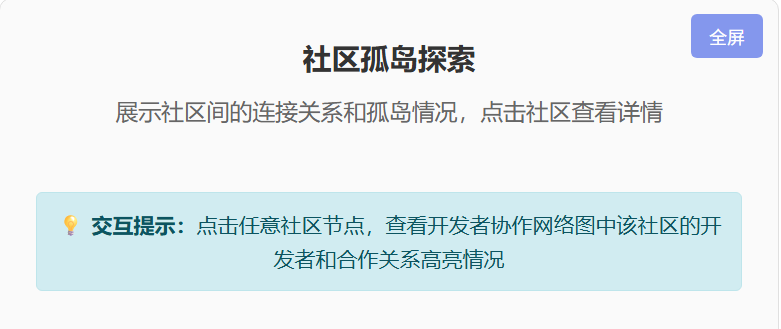 全屏
社区孤岛探索
展示社区间的连接关系和孤岛情况，点击社区查看详情
💡 交互提示：点击任意社区节点，查看开发者协作网络图中该社区的开
发者和合作关系高亮情况